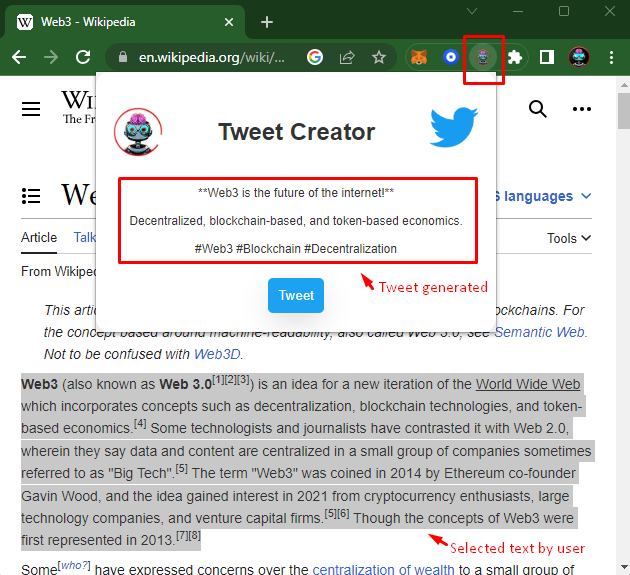 Web3 - Wikipedia
en.wikipedia.org/wiki/...
Tweet Creator
**Web3 is the future of the internet!**
Decentralized, blockchain-based, and token-based economics.
#Web3 #Blockchain #Decentralization
Tweet generated
Tweet
The Fr
We
languages
Article Talk
Tools
From Wikiped
This arti
ockchains. For
the concept based around machine-readability, also called Web 3.0, see Semantic Web.
Not to be confused with Web3D.
Web3 (also known as Web 3.0[1][2][3]) is an idea for a new iteration of the World Wide Web
which incorporates concepts such as decentralization, blockchain technologies, and token-
based economics.[4] Some technologists and journalists have contrasted it with Web 2.0,
wherein they say data and content are centralized in a small group of companies sometimes
referred to as "Big Tech".[5] The term "Web3" was coined in 2014 by Ethereum co-founder
Gavin Wood, and the idea gained interest in 2021 from cryptocurrency enthusiasts, large
technology companies, and venture capital firms.[5][6] Though the concepts of Web3 were
first represented in 2013.[7][8]
Selected text by user
Some[who?] have expressed concerns over the centralization of wealth to a small group of